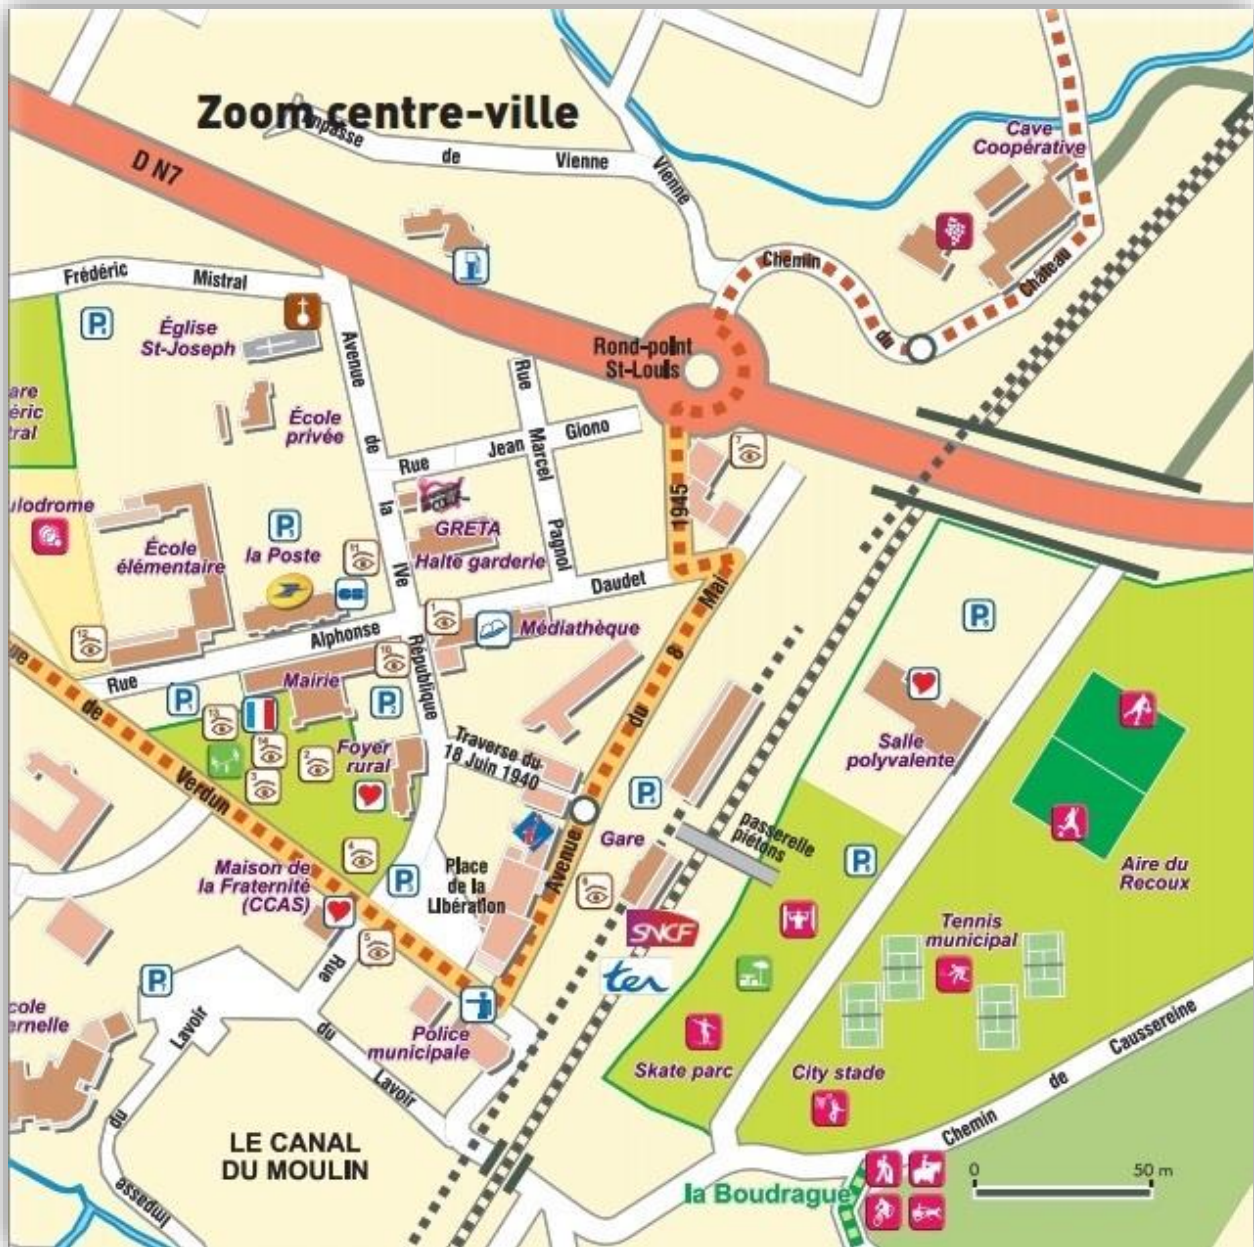 Zoom centre-ville
Impasse
de
Vienne
Vienne
D N7
Cave
Coopérative
Chemin
du
Château
Frédéric
Mistral
Église
St-Joseph
Rond-point
St-Louis
École
privée
Avenue
de
la
IVe
République
Rue
Marcel
Pagnol
Rue
Jean
Giono
GRETA
Halte garderie
École
élémentaire
la Poste
Rue
Alphonse
Daudet
Médiathèque
1945
Mai
8
du
Avenue
Mairie
Foyer
rural
Traverse du
18 Juin 1940
de
Verdun
Gare
passerelle
piétons
Salle
polyvalente
Place
de la
Libération
Maison de
la Fraternité
(CCAS)
SNCF
ter
Aire du
Recoux
Tennis
municipal
Rue
du
Lavoir
Police
municipale
Skate parc
City stade
Lavoir
du
Impasse
LE CANAL
DU MOULIN
Chemin
de
Caussereine
la Boudrague
0
50 m